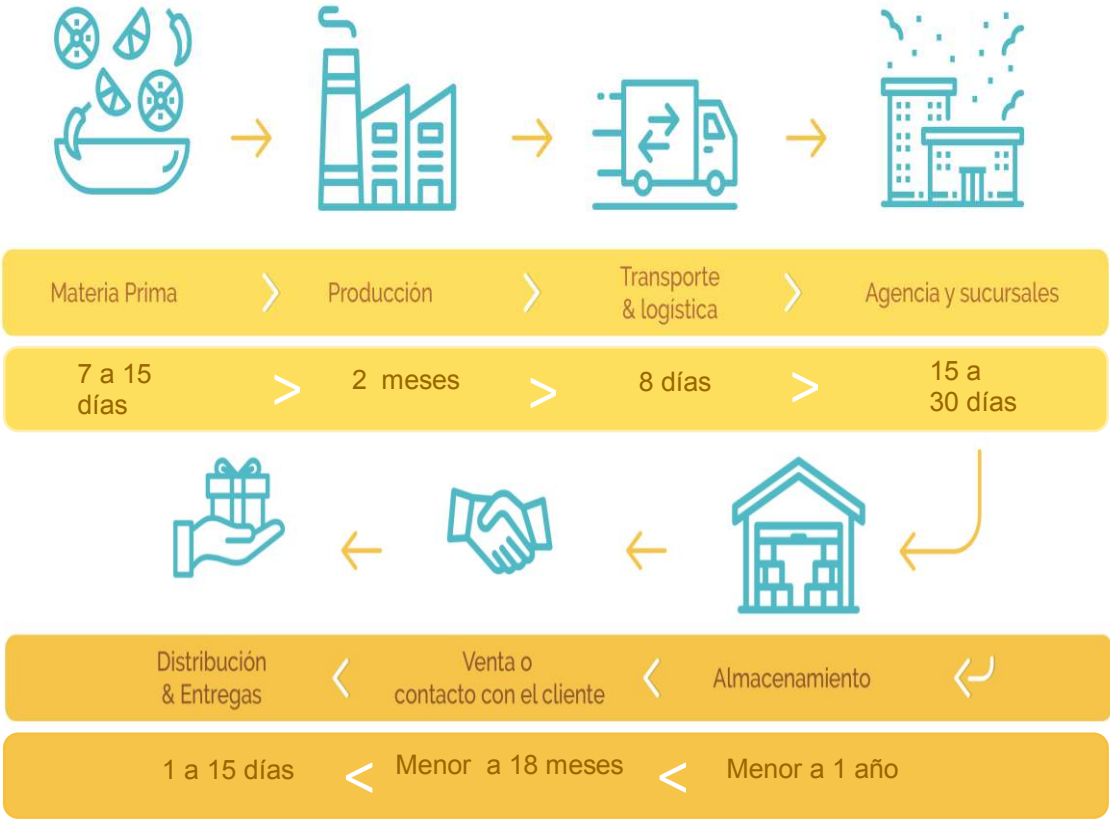 Materia Prima
Producción
Transporte
& logística
Agencia y sucursales
7 a 15
días
>
2 meses
>
8 días
>
15 a
30 días
Distribución
& Entregas
Venta o
contacto con el cliente
Almacenamiento
1 a 15 días
<
Menor a 18 meses
<
Menor a 1 año